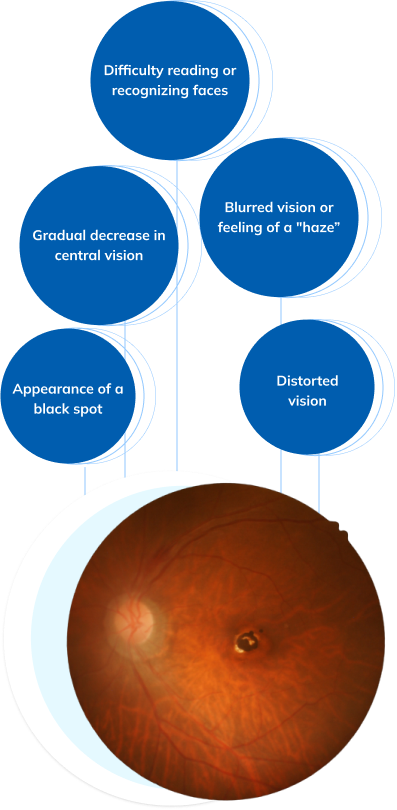 Difficulty reading or
recognizing faces
Blurred vision or
feeling of a "haze”
Gradual decrease in
central vision
Appearance of a
black spot
Distorted
vision